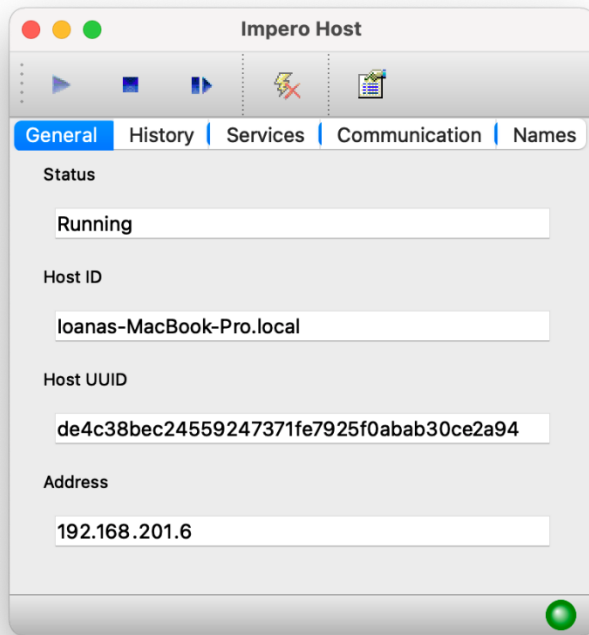 Impero Host
General History Services Communication Names
Status
Running
Host ID
Ioanas-MacBook-Pro.local
Host UUID
de4c38bec24559247371fe7925f0abab30ce2a94
Address
192.168.201.6